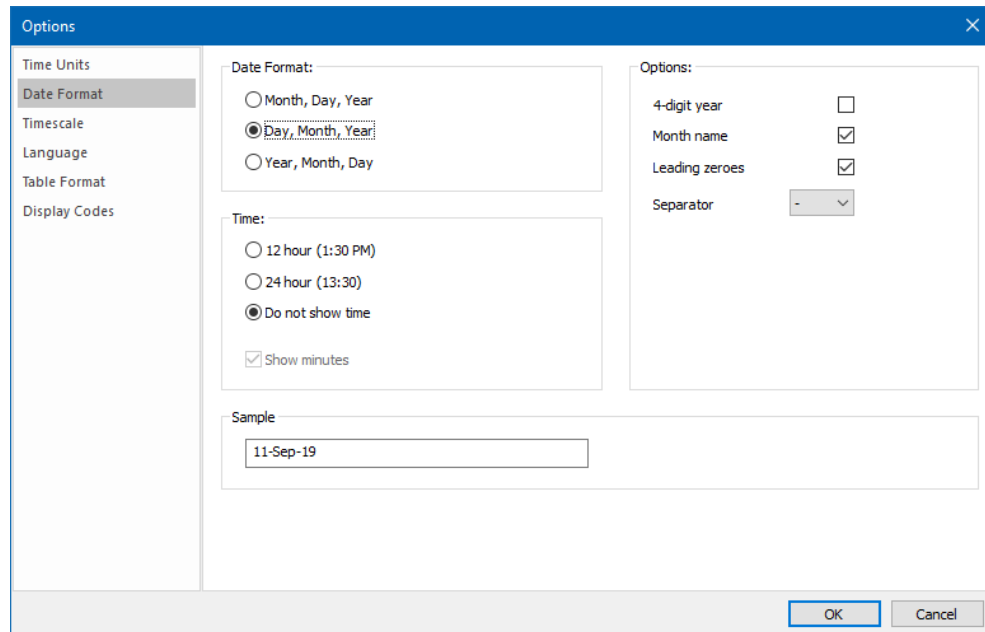 Options
Time Units
Date Format
Timescale
Language
Table Format
Display Codes
Date Format:
Month, Day, Year
Day, Month, Year
Year, Month, Day
Time:
12 hour (1:30 PM)
24 hour (13:30)
Do not show time
Show minutes
Options:
4-digit year
Month name
Leading zeroes
Separator -
Sample
11-Sep-19
OK Cancel